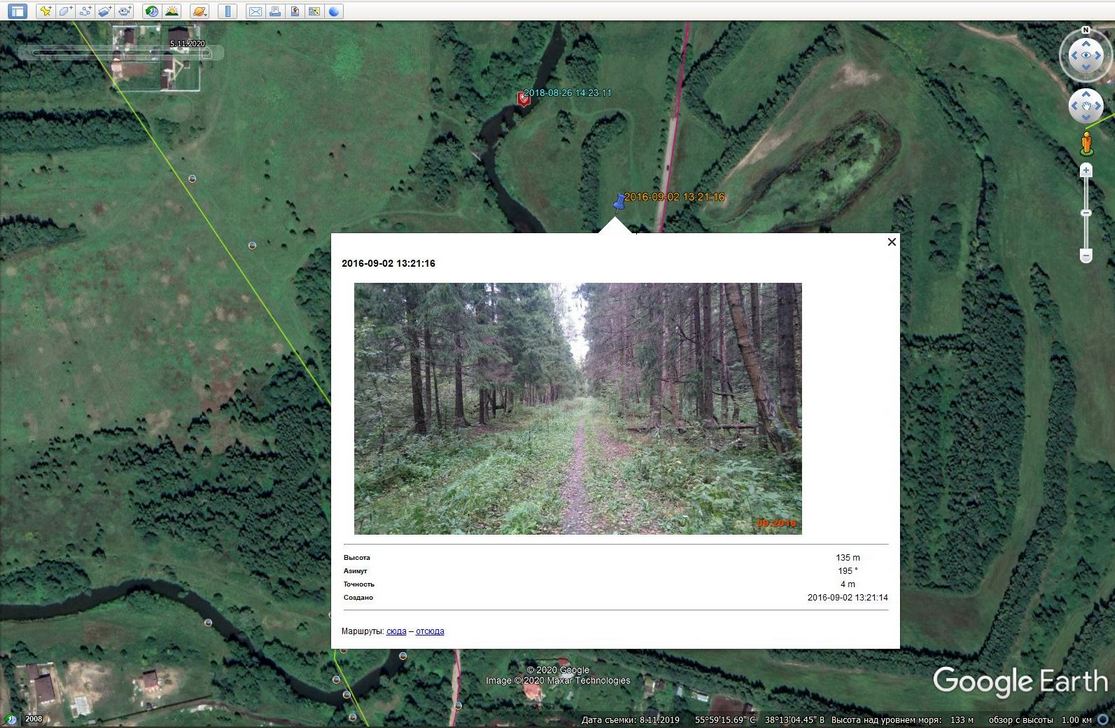 5.11.2020
2018-08-26 14:23:11
2016-09-02 13:21:16
N
2016-09-02 13:21:16
Высота 135 m
Азимут 195 °
Точность 4 m
Создано 2016-09-02 13:21:14
Маршруты: сюда – отсюда
© 2020 Google
Image © 2020 Maxar Technologies
Google Earth
2008
Дата съемки: 8.11.2019 55°59'15.69" С 38°13'04.45" В Высота над уровнем моря: 133 м обзор с высоты 1.00 км